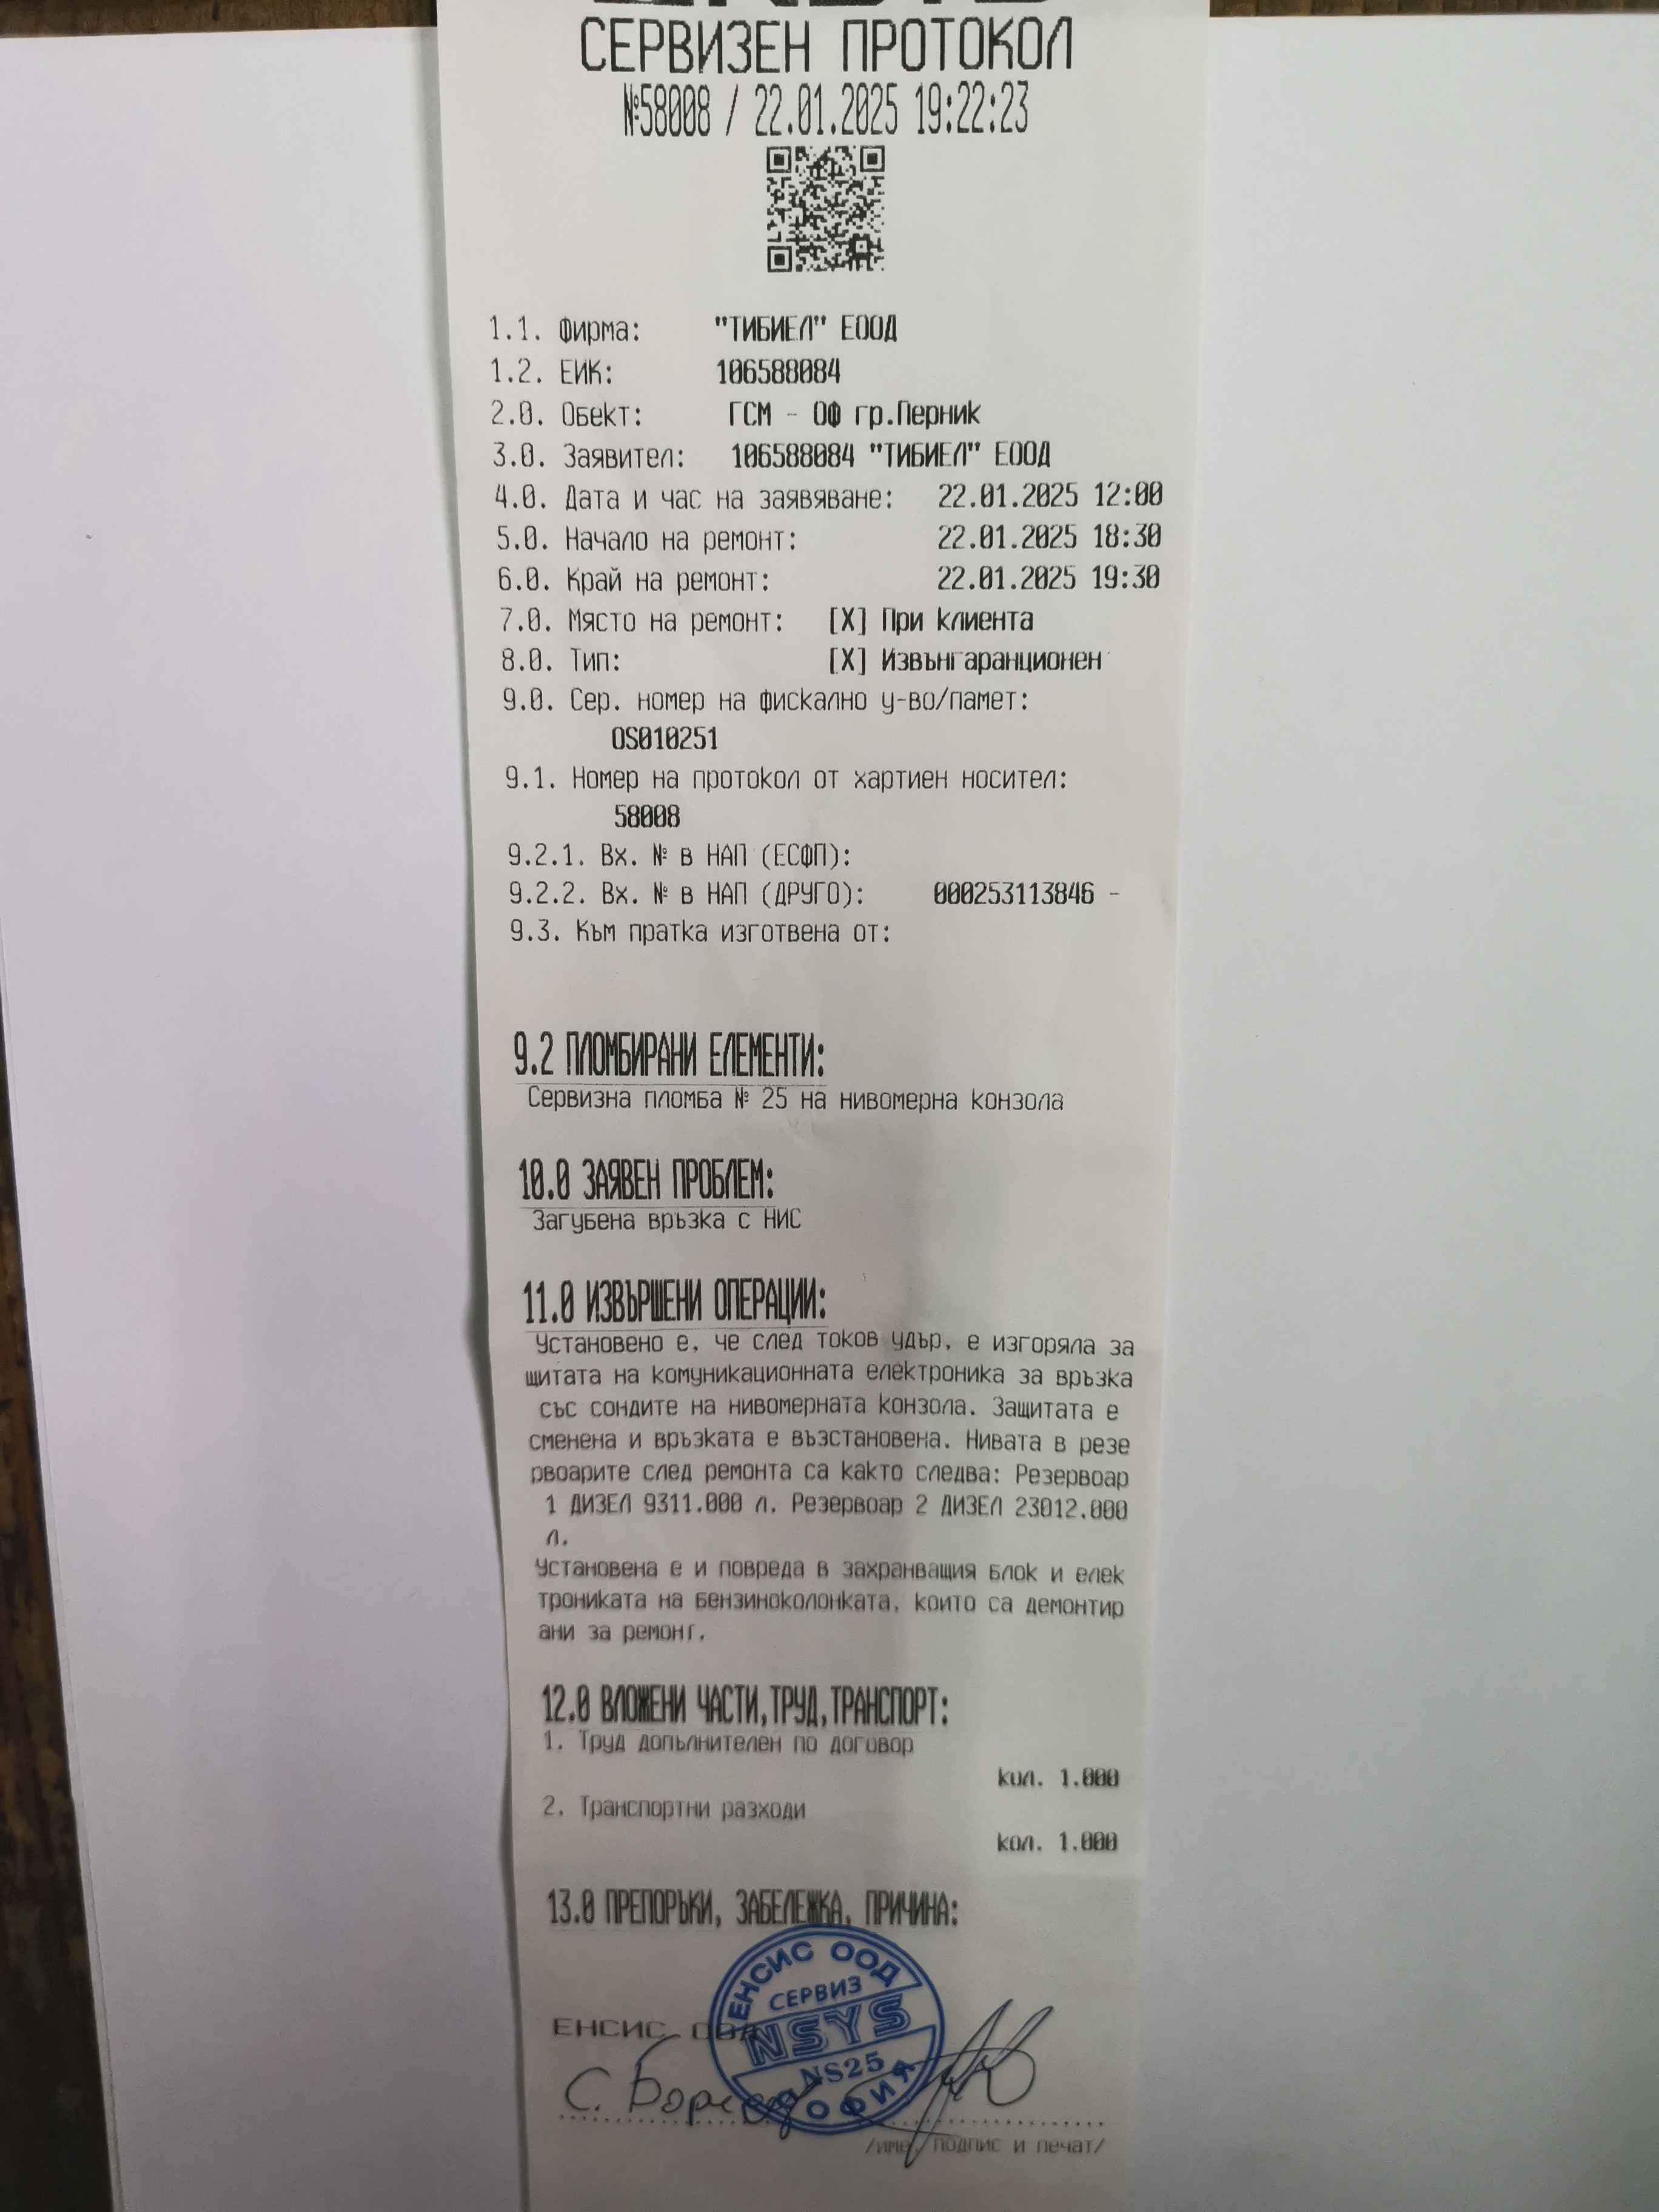 СЕРВИЗЕН ПРОТОКОЛ
№58008 / 22.01.2025 19:22:23
1.1. Фирма: "ТИБИЕЛ" ЕООД
1.2. ЕИК: 106588084
2.0. Обект: ГСМ - ОФ гр.Перник
3.0. Заявител: 106588084 "ТИБИЕЛ" ЕООД
4.0. Дата и час на заявяване: 22.01.2025 12:00
5.0. Начало на ремонт: 22.01.2025 18:30
6.0. Край на ремонт: 22.01.2025 19:30
7.0. Място на ремонт: [X] При клиента
8.0. Тип: [X] Извънгаранционен
9.0. Сер. номер на фискално у-во/памет:
OS010251
9.1. Номер на протокол от хартиен носител:
58008
9.2.1. Вх. № в НАП (ЕСФП):
9.2.2. Вх. № в НАП (ДРУГО): 000253113846 -
9.3. Към пратка изготвена от:
9.2 ПЛОМБИРАНИ ЕЛЕМЕНТИ:
Сервизна пломба № 25 на нивомерна конзола
10.0 ЗАЯВЕН ПРОБЛЕМ:
Загубена връзка с НИС
11.0 ИЗВЪРШЕНИ ОПЕРАЦИИ:
Установено е, че след токов удър, е изгоряла за
щитата на комуникационната електроника за връзка
със сондите на нивомерната конзола. Защитата е
сменена и връзката е възстановена. Нивата в резе
рвоарите след ремонта са както следва: Резервоар
1 ДИЗЕЛ 9311.000 л. Резервоар 2 ДИЗЕЛ 23012.000
л.
Установена е и повреда в захранващия блок и елек
трониката на бензиноколонката, които са демонтир
ани за ремонт.
12.0 ВЛОЖЕНИ ЧАСТИ,ТРУД,ТРАНСПОРТ:
1. Труд допълнителен по договор
кол. 1.000
2. Транспортни разходи
кол. 1.000
13.0 ПРЕПОРЪКИ, ЗАБЕЛЕЖКА, ПРИЧИНА:
ЕНСИС ООД
СЕРВИЗ
NSYS
NS25
СОФИЯ
ЕНСИС ООД
С.
/име, подпис и печат/